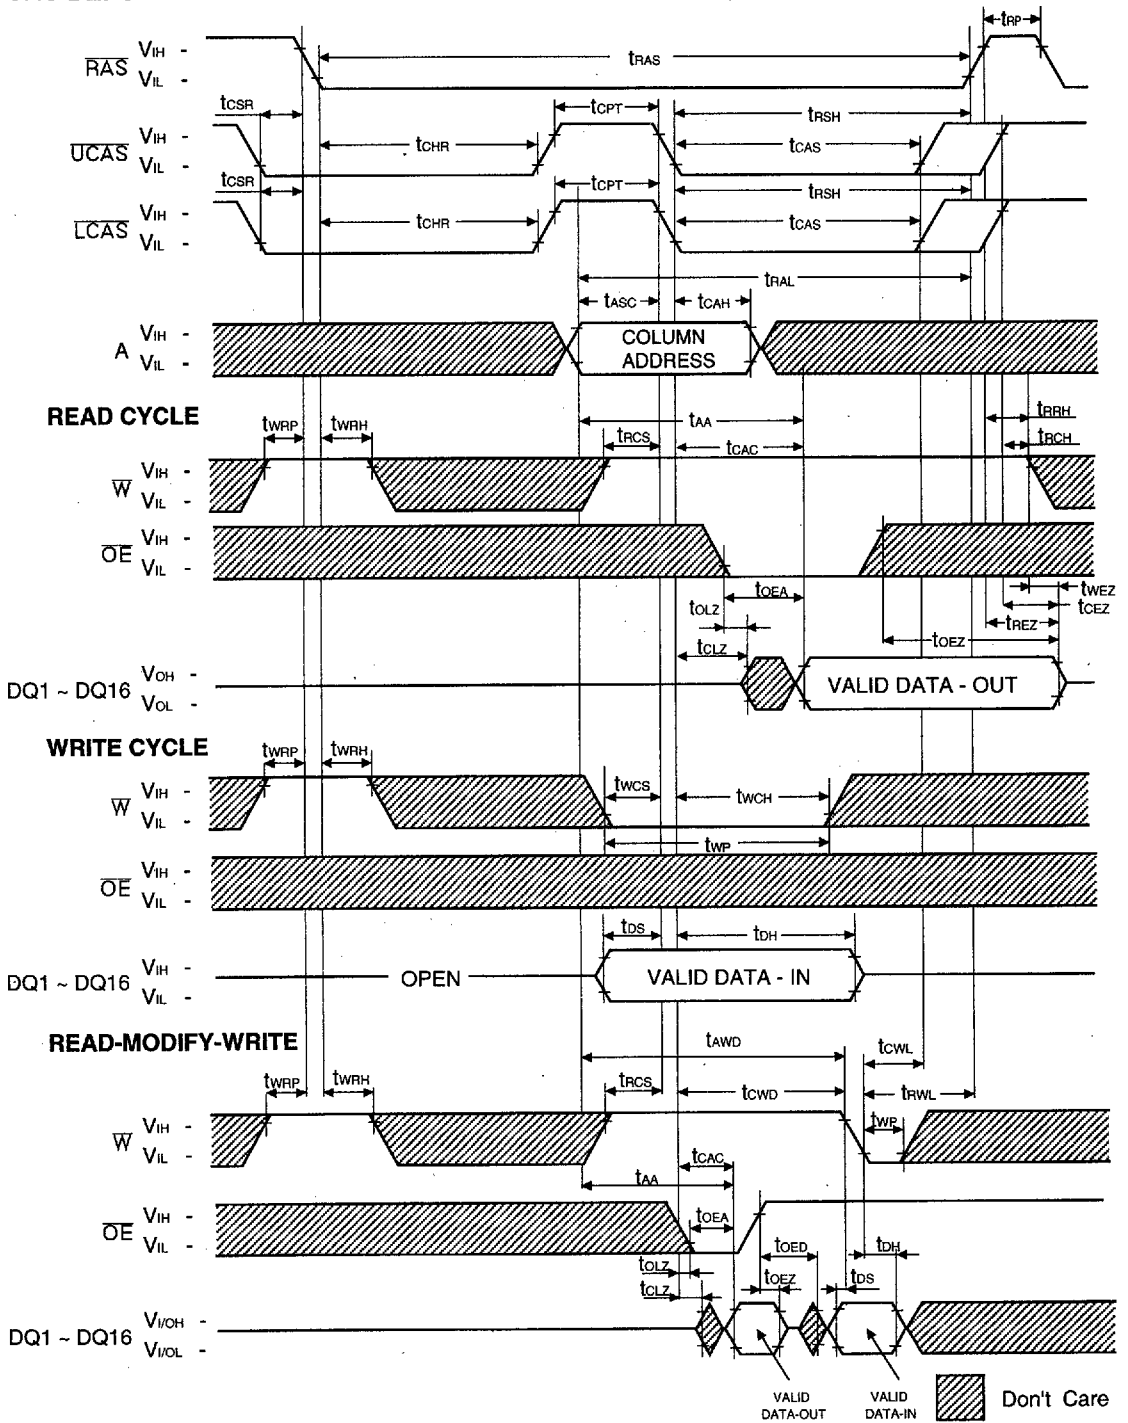 tRP
RAS VIH -
VIL -
tRAS
tCSR tCPT tRSH
UCAS VIH -
VIL -
tCHR tCAS
tCSR tCPT tRSH
LCAS VIH -
VIL -
tCHR tCAS
tRAL
tASC tCAH
A VIH -
VIL -
COLUMN
ADDRESS
READ CYCLE
tAA tRRH
tWRP tWRH tRCS tCAC tRCH
W VIH -
VIL -
OE VIH -
VIL -
tOEA tWEZ
tOLZ tCEZ
tREZ
tCLZ tOEZ
DQ1 ~ DQ16 VOH -
VOL -
VALID DATA - OUT
WRITE CYCLE
tWRP tWRH
W VIH -
VIL -
tWCS tWCH
tWP
OE VIH -
VIL -
tDS tDH
DQ1 ~ DQ16 VIH -
VIL -
OPEN VALID DATA - IN
READ-MODIFY-WRITE
tAWD tCWL
tWRP tWRH tRCS tCWD tRWL
W VIH -
VIL -
tWP
tCAC
tAA
OE VIH -
VIL -
tOEA
tOED tDH
tOLZ tOEZ tDS
tCLZ
DQ1 ~ DQ16 VI/OH -
VI/OL -
VALID
DATA-OUT
VALID
DATA-IN
Don't Care